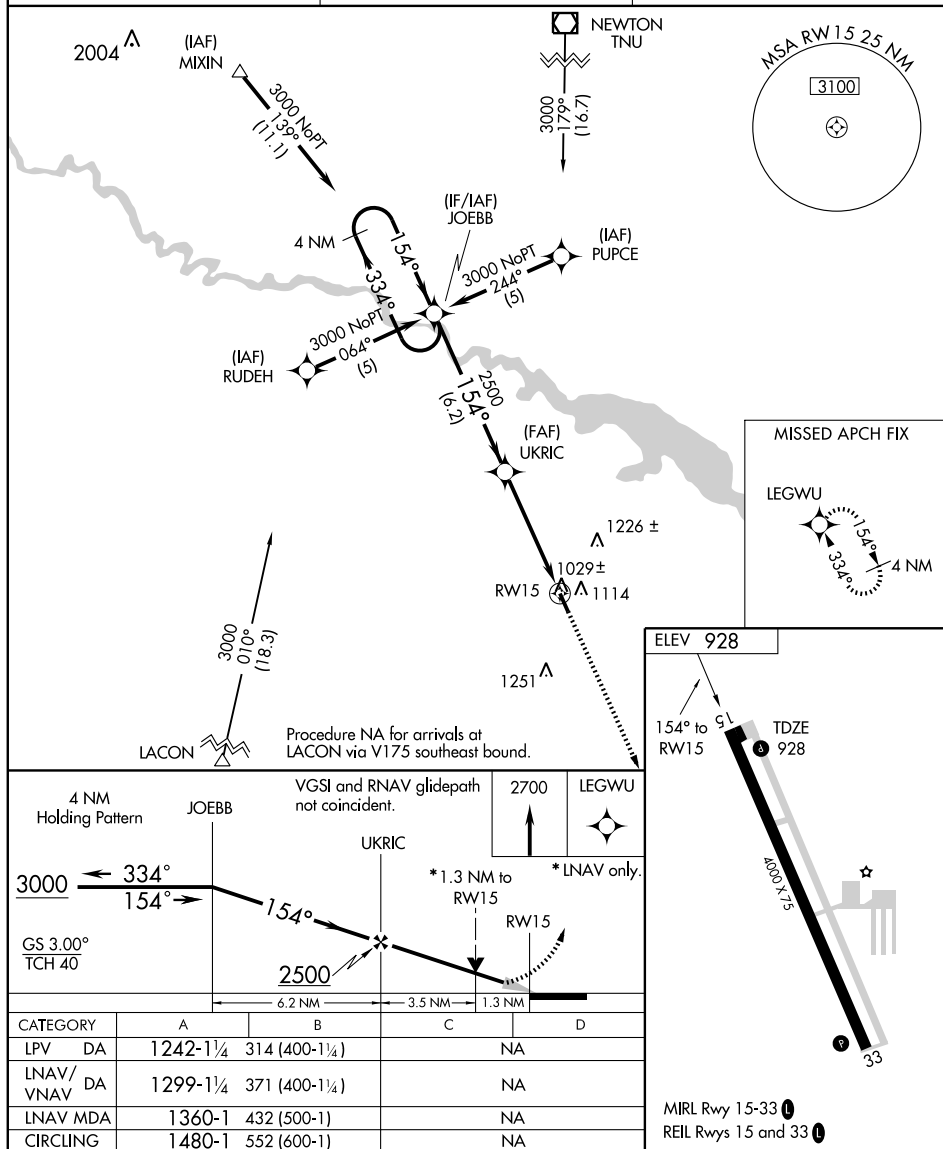 2004
(IAF)
MIXIN
3000 NoPT
139°
(11.1)
NEWTON
TNU
3000
179°
(16.7)
MSA RW15 25 NM
3100
(IF/IAF)
JOEBB
4 NM
154°
334°
(IAF)
PUPCE
3000 NoPT
244°
(5)
3000 NoPT
064°
(5)
(IAF)
RUDEH
2500
154°
(6.2)
(FAF)
UKRIC
MISSED APCH FIX
LEGWU
154°
334°
4 NM
1226 ±
1029±
RW15
1114
1251
3000
010°
(18.3)
LACON
Procedure NA for arrivals at
LACON via V175 southeast bound.
ELEV 928
154° to
RW15
15
TDZE
928
P
4000 X 75
P
33
MIRL Rwy 15-33 L
REIL Rwys 15 and 33 L
4 NM
Holding Pattern
JOEBB
VGSI and RNAV glidepath
not coincident.
2700
LEGWU
UKRIC
*1.3 NM to
RW15
*LNAV only.
RW15
3000
334°
154°
154°
GS 3.00°
TCH 40
2500
6.2 NM
3.5 NM
1.3 NM
CATEGORY A B C D
LPV DA 1242-1¼ 314 (400-1¼) NA
LNAV/
VNAV DA 1299-1¼ 371 (400-1¼) NA
LNAV MDA 1360-1 432 (500-1) NA
CIRCLING 1480-1 552 (600-1) NA